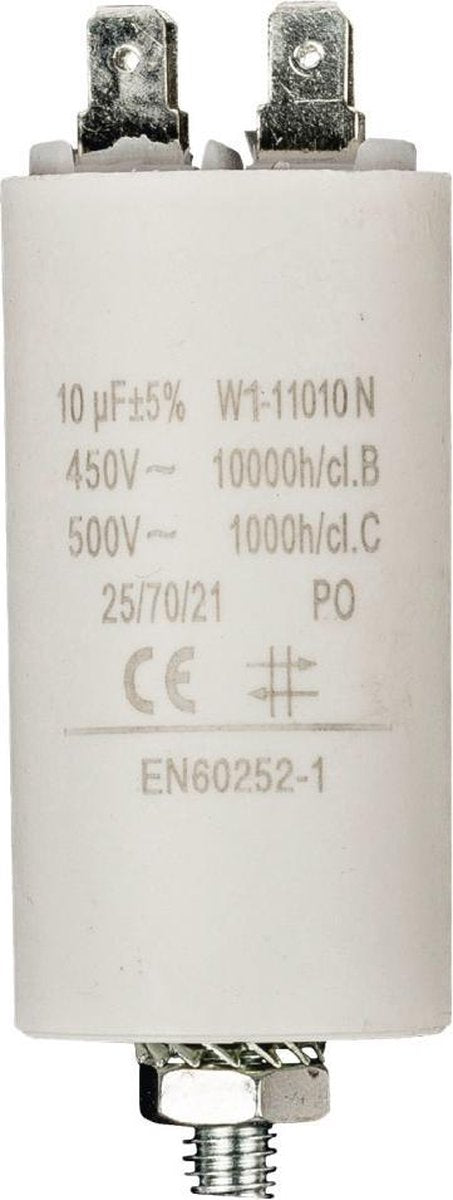 10 µF±5% W1-11010 N
450V~ 10000h/cl.B
500V~ 1000h/cl.C
25/70/21 PO
CE
EN60252-1